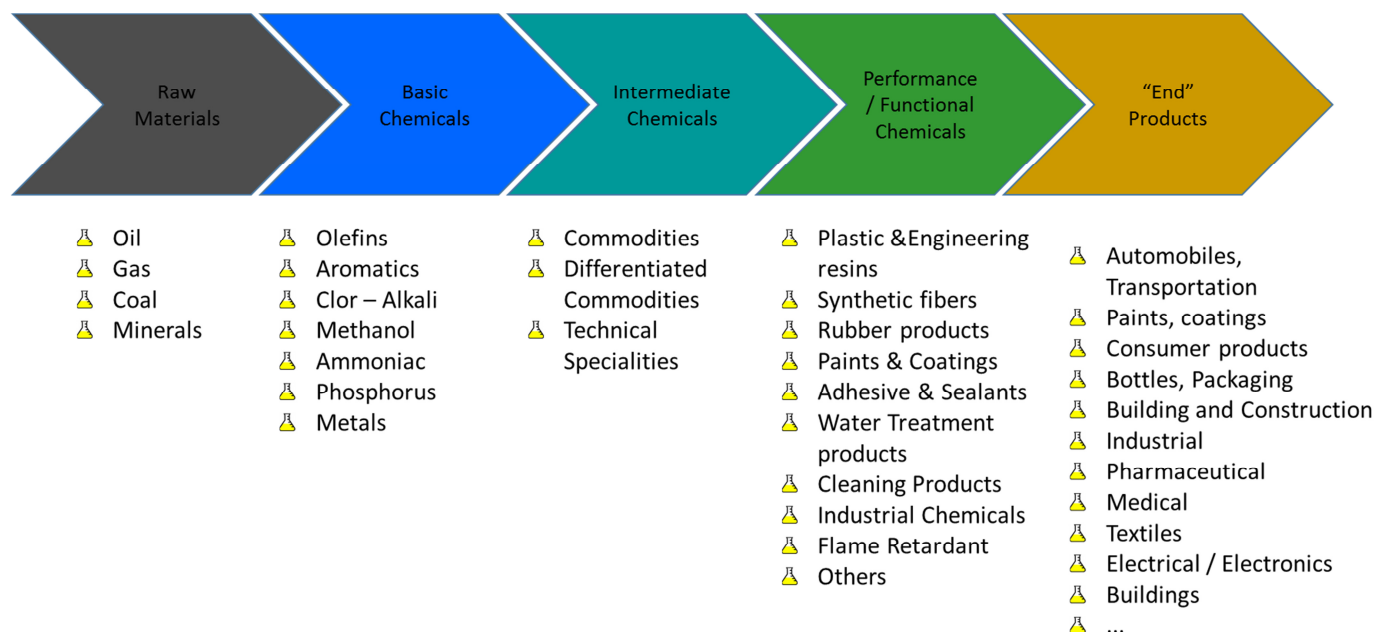 Raw
Materials
Basic
Chemicals
Intermediate
Chemicals
Performance
/ Functional
Chemicals
“End”
Products
Oil
Gas
Coal
Minerals
Olefins
Aromatics
Clor – Alkali
Methanol
Ammoniac
Phosphorus
Metals
Commodities
Differentiated
Commodities
Technical
Specialities
Plastic &Engineering
resins
Synthetic fibers
Rubber products
Paints & Coatings
Adhesive & Sealants
Water Treatment
products
Cleaning Products
Industrial Chemicals
Flame Retardant
Others
Automobiles,
Transportation
Paints, coatings
Consumer products
Bottles, Packaging
Building and Construction
Industrial
Pharmaceutical
Medical
Textiles
Electrical / Electronics
Buildings
...